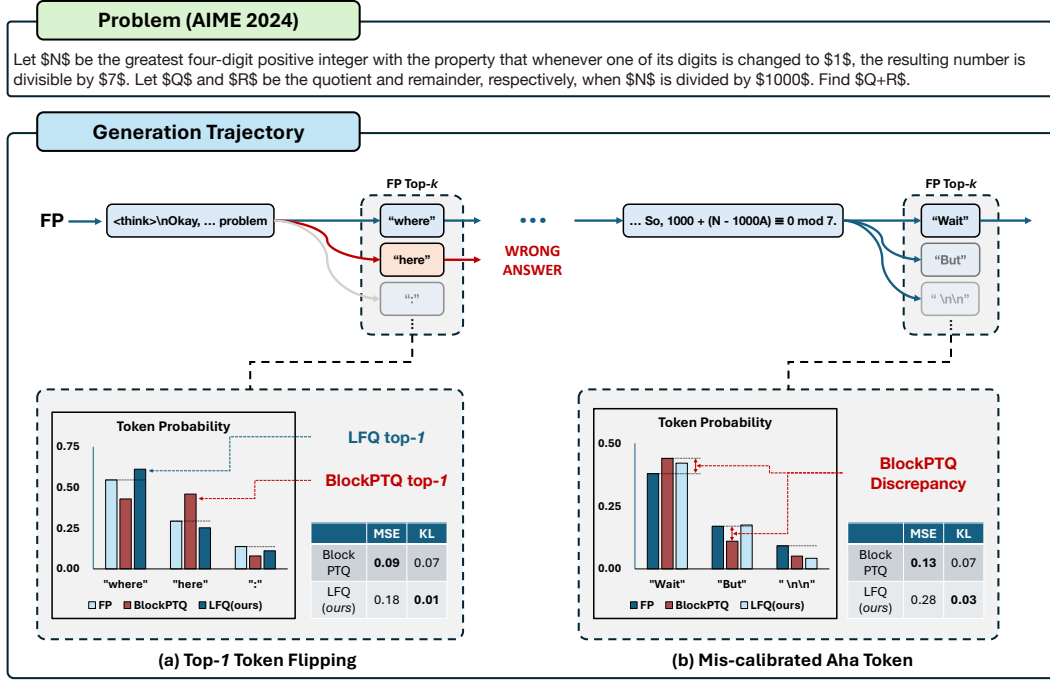 Problem (AIME 2024)
Let $N$ be the greatest four-digit positive integer with the property that whenever one of its digits is changed to $1$, the resulting number is
divisible by $7$. Let $Q$ and $R$ be the quotient and remainder, respectively, when $N$ is divided by $1000$. Find $Q+R$.
Generation Trajectory
FP Top-k
FP Top-k
FP
<think>\nOkay, ... problem
"where"
•••
... So, 1000 + (N - 1000A) ≡ 0 mod 7.
"Wait"
"here"
WRONG
ANSWER
"But"
":"
" \n\n"
Token Probability
0.75
0.50
0.25
0.00
"where" "here" ":"
FP BlockPTQ LFQ(ours)
LFQ top-1
BlockPTQ top-1
MSE KL
Block
PTQ 0.09 0.07
LFQ
(ours) 0.18 0.01
(a) Top-1 Token Flipping
Token Probability
0.50
0.25
0.00
"Wait" "But" " \n\n"
FP BlockPTQ LFQ(ours)
BlockPTQ
Discrepancy
MSE KL
Block
PTQ 0.13 0.07
LFQ
(ours) 0.28 0.03
(b) Mis-calibrated Aha Token